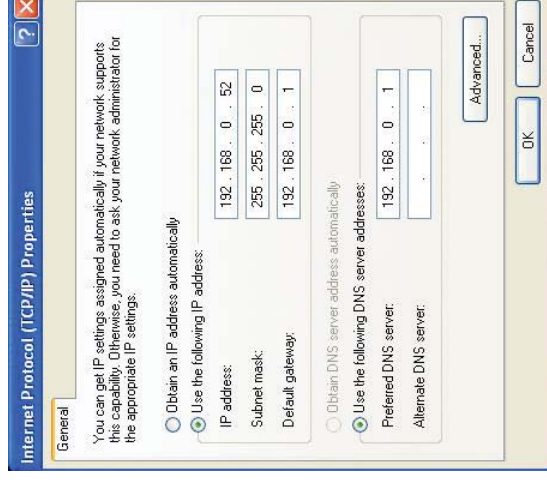 Internet Protocol (TCP/IP) Properties
?
General
You can get IP settings assigned automatically if your network supports
this capability. Otherwise, you need to ask your network administrator for
the appropriate IP settings.
Obtain an IP address automatically
Use the following IP address:
IP address: 192 . 168 . 0 . 52
Subnet mask: 255 . 255 . 255 . 0
Default gateway: 192 . 168 . 0 . 1
Obtain DNS server address automatically
Use the following DNS server addresses:
Preferred DNS server: 192 . 168 . 0 . 1
Alternate DNS server: . . .
Advanced...
OK Cancel